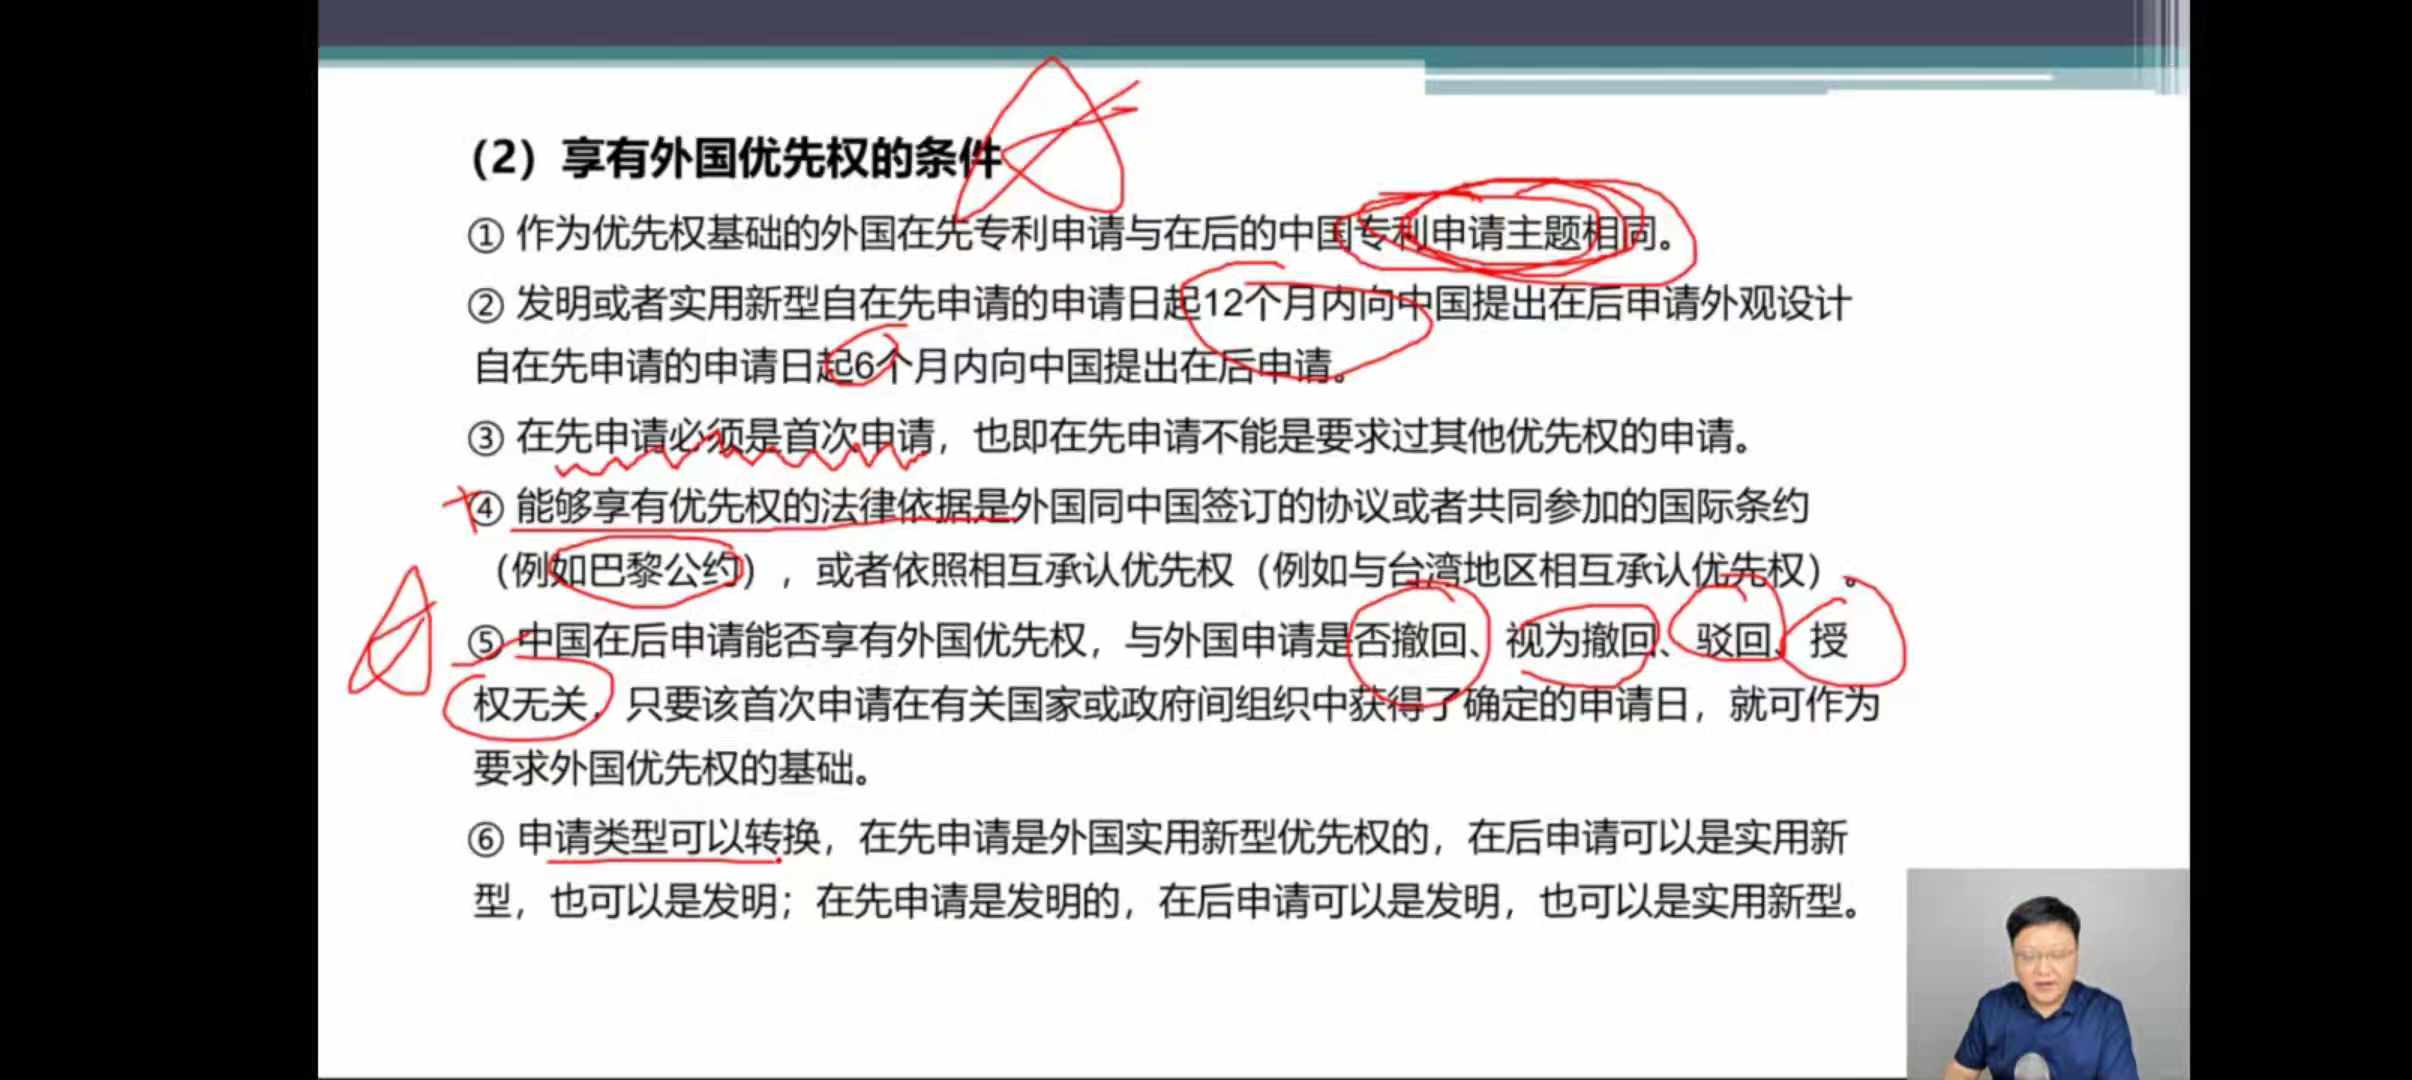 （2）享有外国优先权的条件
① 作为优先权基础的外国在先专利申请与在后的中国专利申请主题相同。
② 发明或者实用新型自在先申请的申请日起12个月内向中国提出在后申请外观设计
自在先申请的申请日起6个月内向中国提出在后申请。
③ 在先申请必须是首次申请，也即在先申请不能是要求过其他优先权的申请。
④ 能够享有优先权的法律依据是外国同中国签订的协议或者共同参加的国际条约
（例如巴黎公约），或者依照相互承认优先权（例如与台湾地区相互承认优先权）。
⑤ 中国在后申请能否享有外国优先权，与外国申请是否撤回、视为撤回、驳回、授
权无关，只要该首次申请在有关国家或政府间组织中获得了确定的申请日，就可作为
要求外国优先权的基础。
⑥ 申请类型可以转换，在先申请是外国实用新型优先权的，在后申请可以是实用新
型，也可以是发明；在先申请是发明的，在后申请可以是发明，也可以是实用新型。